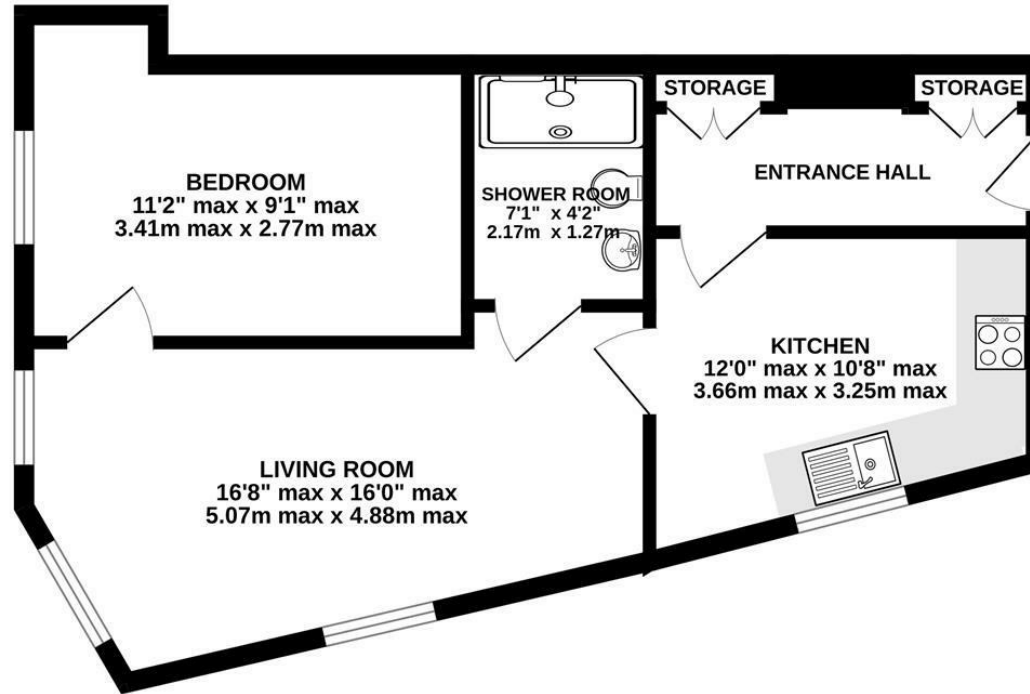 STORAGE
STORAGE
ENTRANCE HALL
BEDROOM
11'2" max x 9'1" max
3.41m max x 2.77m max
SHOWER ROOM
7'1" x 4'2"
2.17m x 1.27m
KITCHEN
12'0" max x 10'8" max
3.66m max x 3.25m max
LIVING ROOM
16'8" max x 16'0" max
5.07m max x 4.88m max